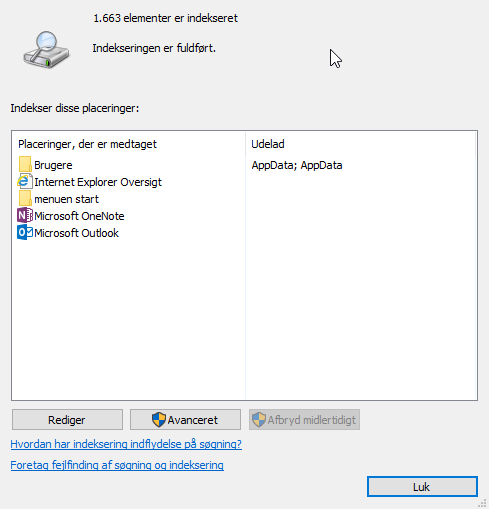 1.663 elementer er indekseret
Indekseringen er fuldført.
Indekser disse placeringer:
Placeringer, der er medtaget Udelad
Brugere AppData; AppData
Internet Explorer Oversigt
menuen start
Microsoft OneNote
Microsoft Outlook
Rediger Avanceret Afbryd midlertidigt
Hvordan har indeksering indflydelse på søgning?
Foretag fejlfinding af søgning og indeksering
Luk